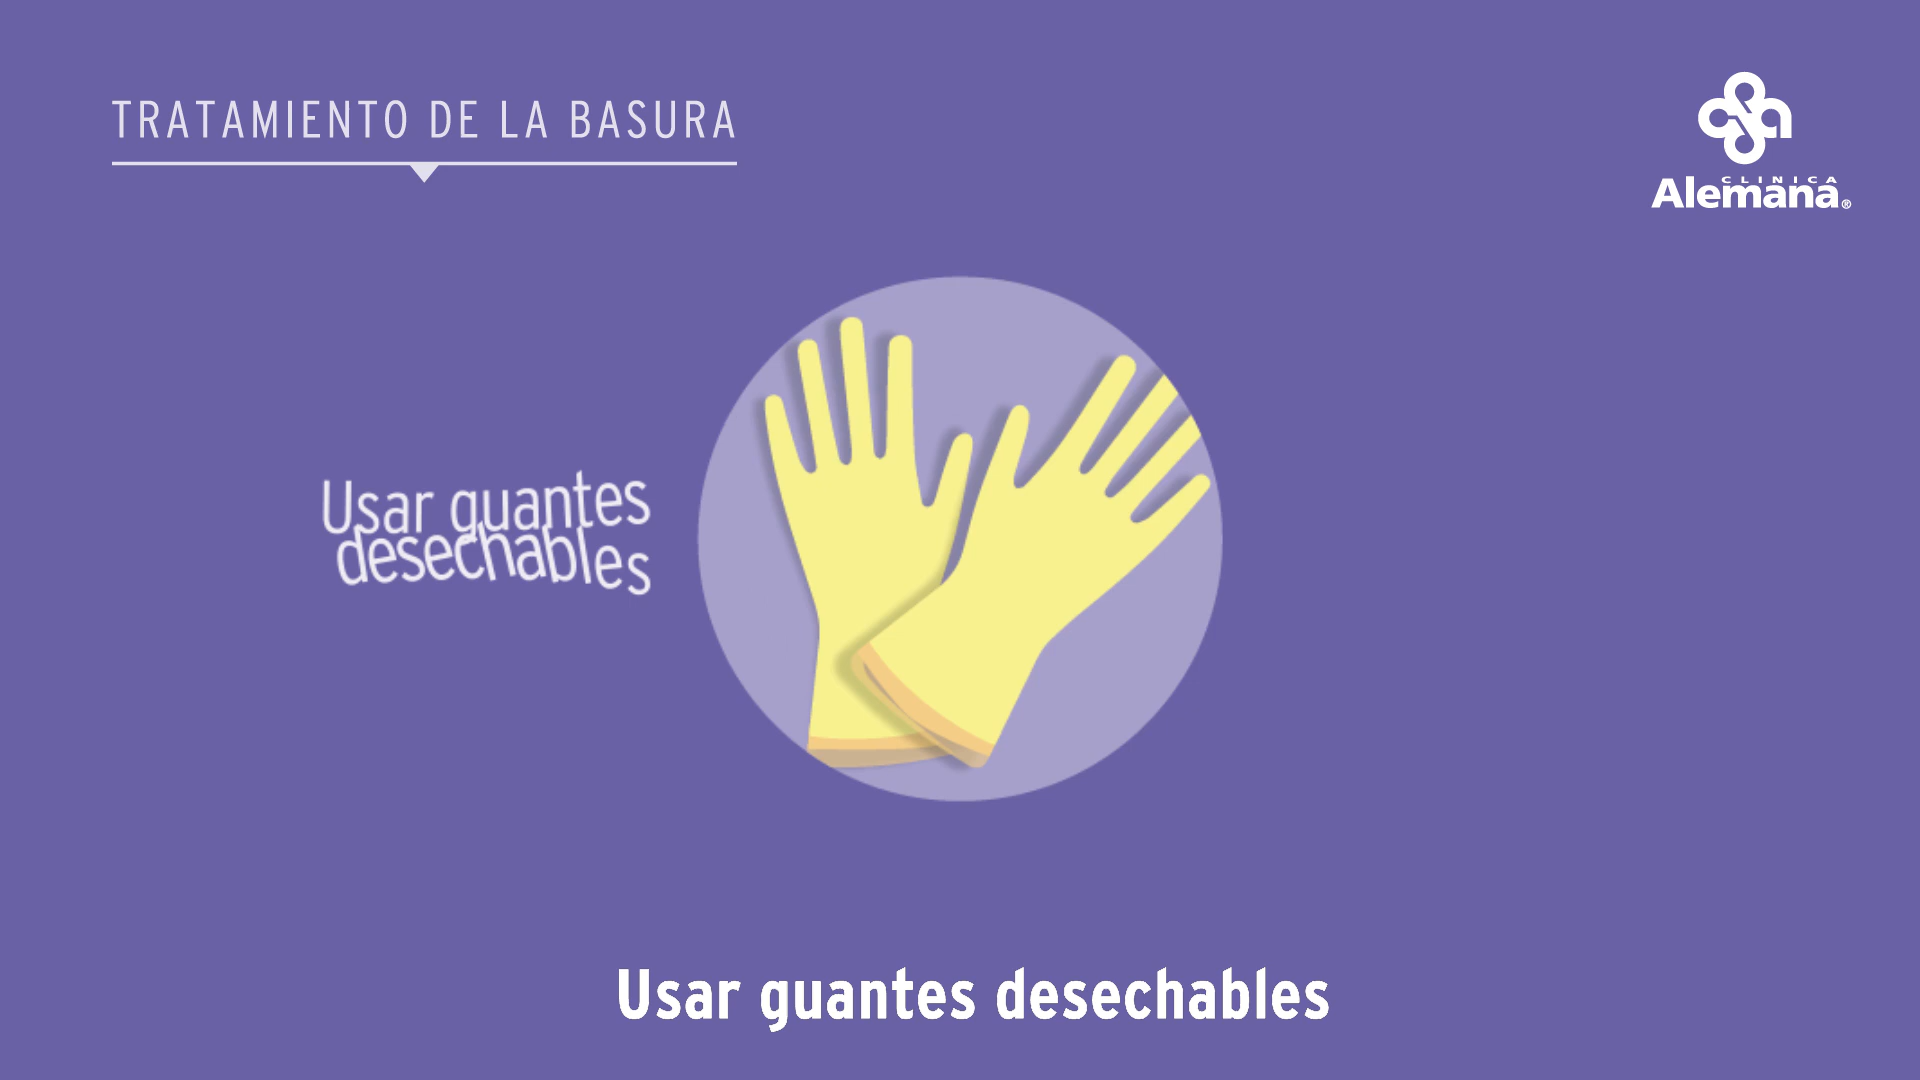 TRATAMIENTO DE LA BASURA
CLINICA
Alemana®
Usar guantes
desechables
Usar guantes desechables